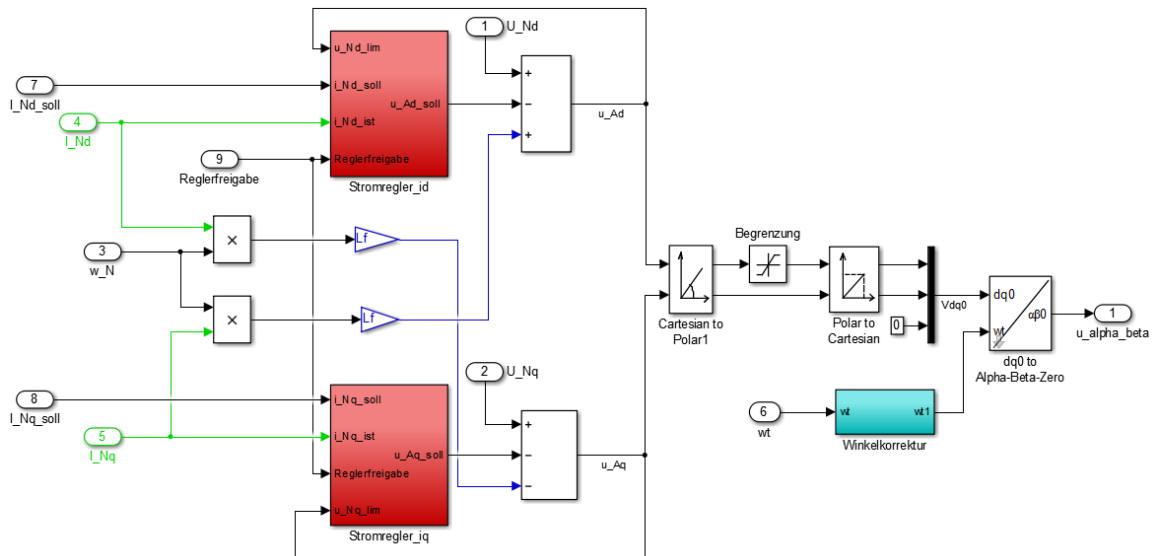 1
U_Nd
u_Nd_lim
7
I_Nd_soll
i_Nd_soll
u_Ad_soll
+
−
+
u_Ad
4
I_Nd
i_Nd_ist
9
Reglerfreigabe
Reglerfreigabe
Stromregler_id
3
w_N
×
Lf
×
Lf
Begrenzung
Cartesian to
Polar1
Polar to
Cartesian
0
Vdq0
dq0
wt
αβ0
dq0 to
Alpha-Beta-Zero
1
u_alpha_beta
2
U_Nq
8
I_Nq_soll
i_Nq_soll
5
I_Nq
i_Nq_ist
u_Aq_soll
Reglerfreigabe
u_Nq_lim
Stromregler_iq
+
−
−
u_Aq
6
wt
wt
wt1
Winkelkorrektur